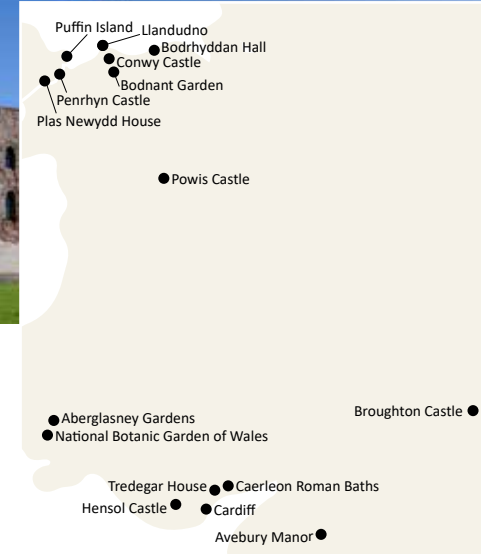 Puffin Island
Llandudno
Bodrhyddan Hall
Conwy Castle
Bodnant Garden
Penrhyn Castle
Plas Newydd House
Powis Castle
Broughton Castle
Aberglasney Gardens
National Botanic Garden of Wales
Tredegar House
Caerleon Roman Baths
Hensol Castle
Cardiff
Avebury Manor